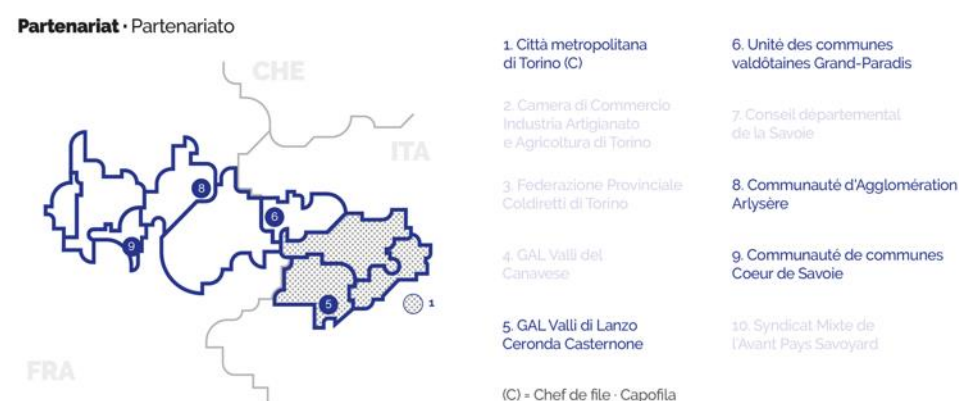 Partenariat · Partenariato
CHE
ITA
FRA
8
6
9
5
1
1. Città metropolitana
di Torino (C)
2. Camera di Commercio
Industria Artigianato
e Agricoltura di Torino
3. Federazione Provinciale
Coldiretti di Torino
4. GAL Valli del
Canavese
5. GAL Valli di Lanzo
Ceronda Casternone
(C) = Chef de file · Capofila
6. Unité des communes
valdôtaines Grand-Paradis
7. Conseil départemental
de la Savoie
8. Communauté d'Agglomération
Arlysère
9. Communauté de communes
Coeur de Savoie
10. Syndicat Mixte de
l'Avant Pays Savoyard